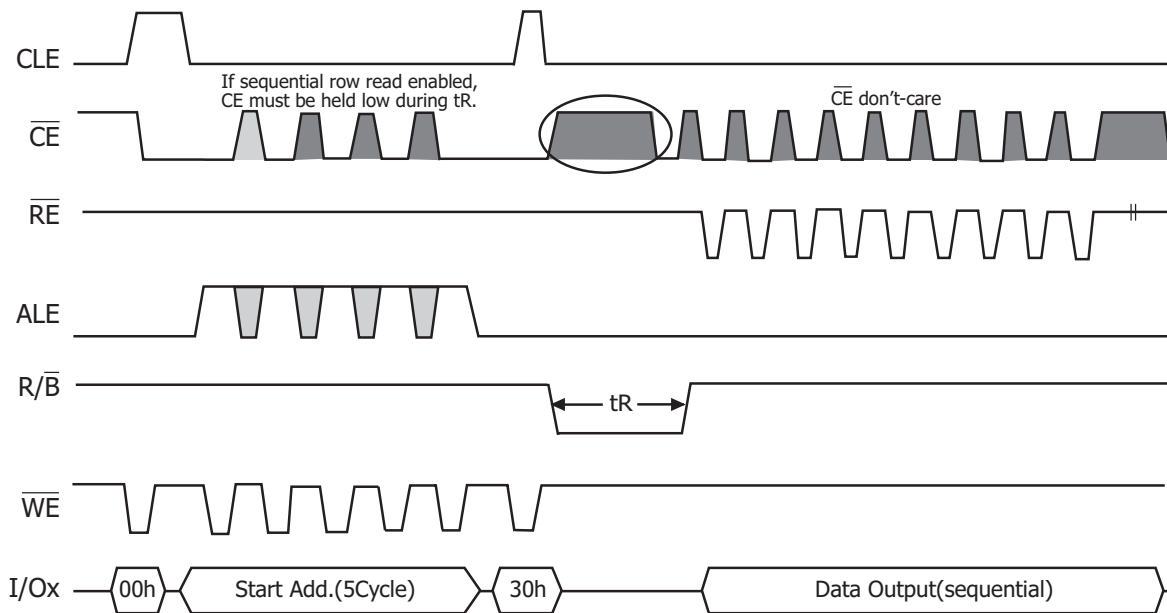 CLE
If sequential row read enabled,
CE must be held low during tR.
CE
CE don't-care
RE
ALE
R/B
tR
WE
I/Ox
00h
Start Add.(5Cycle)
30h
Data Output(sequential)